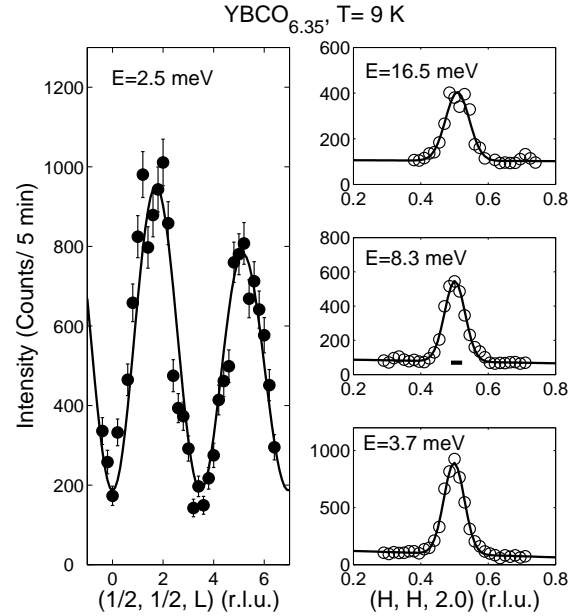 YBCO6.35, T= 9 K
E=2.5 meV
1300
1200
1000
800
600
400
200
0
0 2 4 6
Intensity (Counts/ 5 min)
(1/2, 1/2, L) (r.l.u.)
E=16.5 meV
600
400
200
0
0.2 0.4 0.6 0.8
E=8.3 meV
800
600
400
200
0
0.2 0.4 0.6 0.8
E=3.7 meV
1000
500
0
0.2 0.4 0.6 0.8
(H, H, 2.0) (r.l.u.)